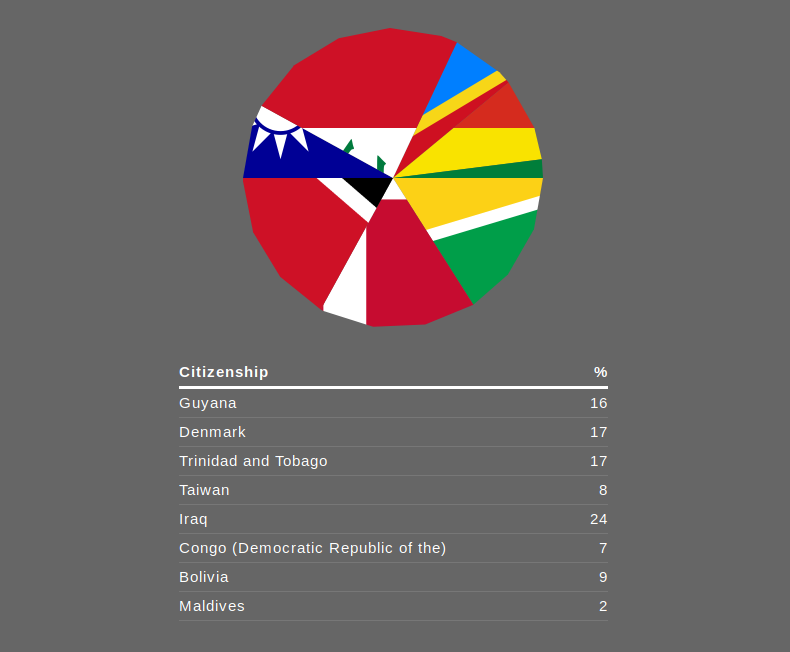 Citizenship %
Guyana 16
Denmark 17
Trinidad and Tobago 17
Taiwan 8
Iraq 24
Congo (Democratic Republic of the) 7
Bolivia 9
Maldives 2